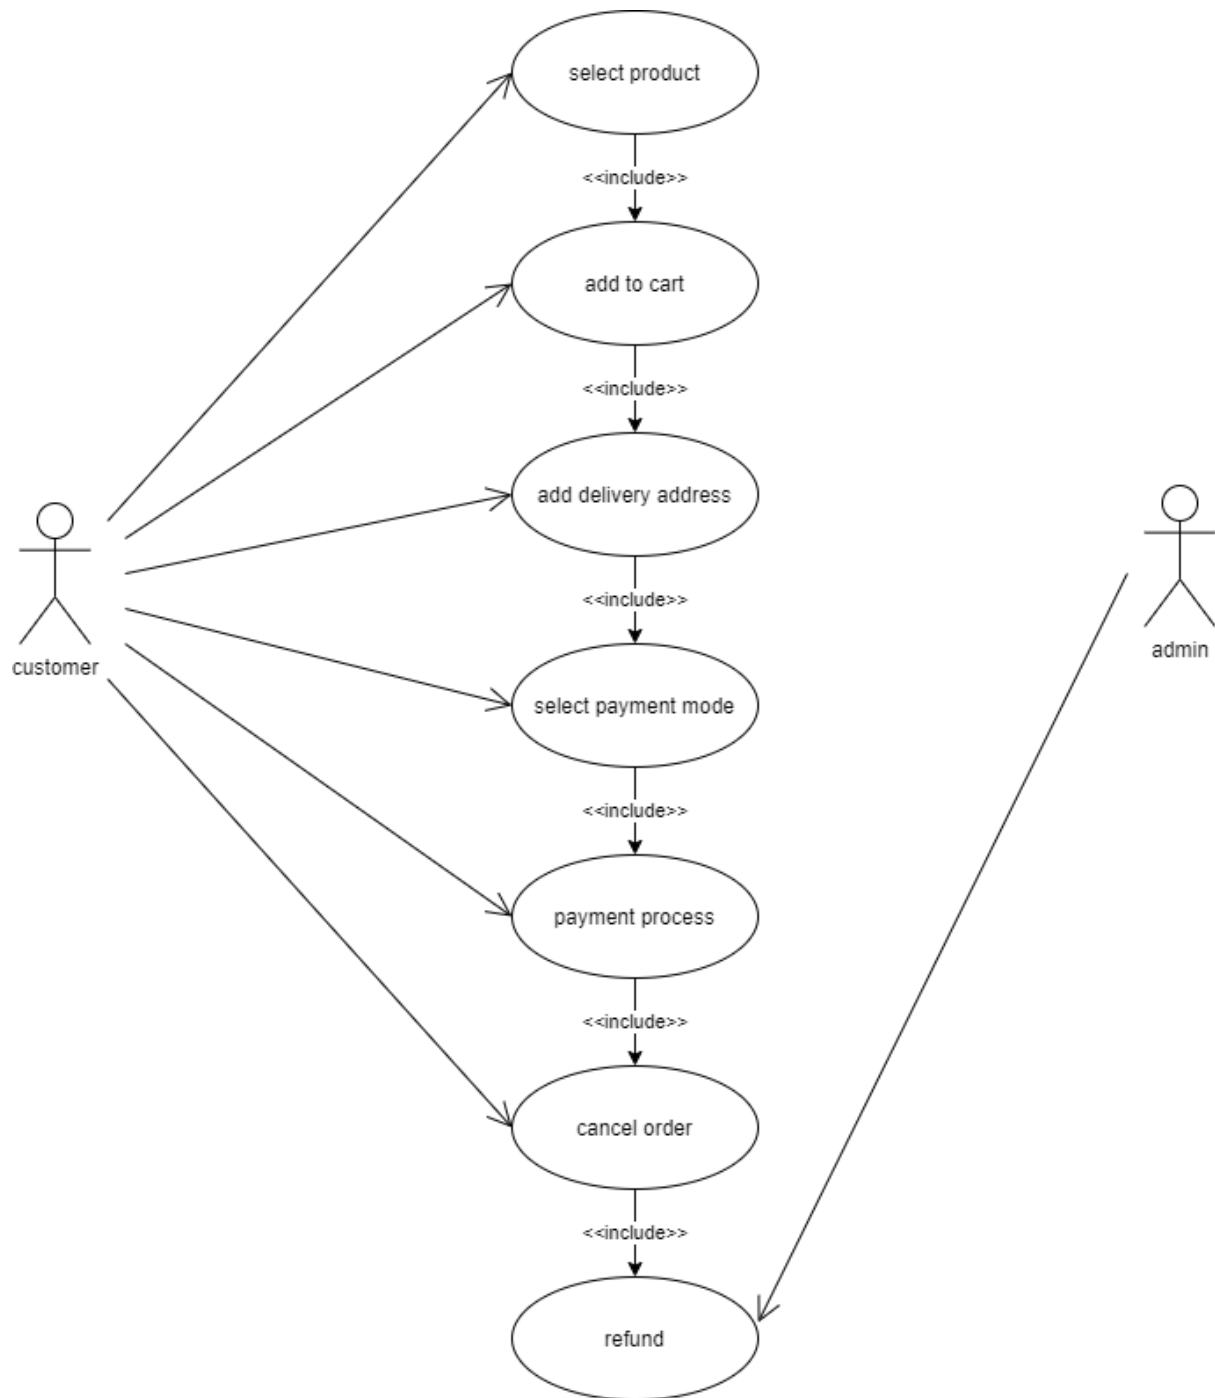 select product
<<include>>
add to cart
<<include>>
add delivery address
<<include>>
customer
admin
select payment mode
<<include>>
payment process
<<include>>
cancel order
<<include>>
refund